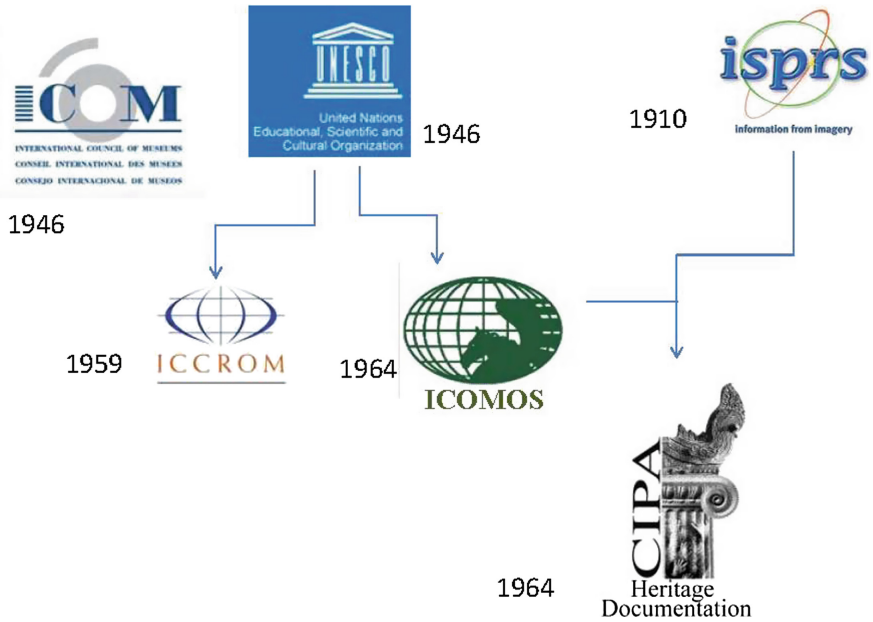 ICOM
INTERNATIONAL COUNCIL OF MUSEUMS
CONSEIL INTERNATIONAL DES MUSEES
CONSEJO INTERNACIONAL DE MUSEOS
1946
UNESCO
United Nations
Educational, Scientific and
Cultural Organization
1946
isprs
information from imagery
1910
ICCROM
1959
ICOMOS
1964
CIPA
Heritage
Documentation
1964